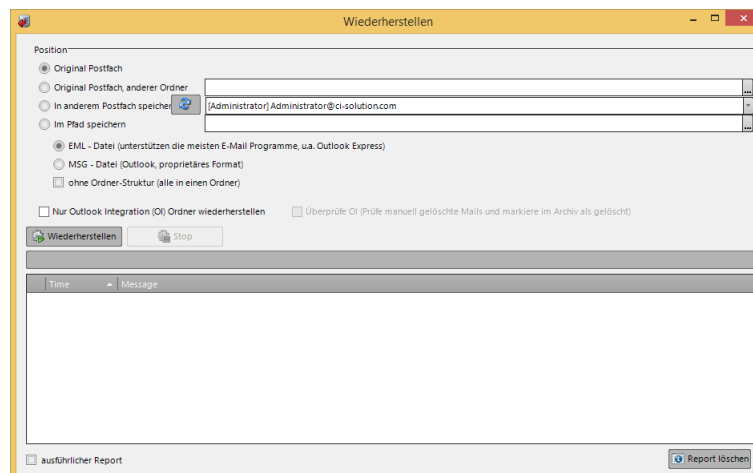 Wiederherstellen
Position
Original Postfach
Original Postfach, anderer Ordner
In anderem Postfach speicher [Administrator] Administrator@ci-solution.com
Im Pfad speichern
EML - Datei (unterstützen die meisten E-Mail Programme, u.a. Outlook Express)
MSG - Datei (Outlook, proprietäres Format)
ohne Ordner-Struktur (alle in einen Ordner)
Nur Outlook Integration (OI) Ordner wiederherstellen Überprüfe OI (Prüfe manuell gelöschte Mails und markiere im Archiv als gelöscht)
Wiederherstellen Stop
Time Message
ausführlicher Report Report löschen